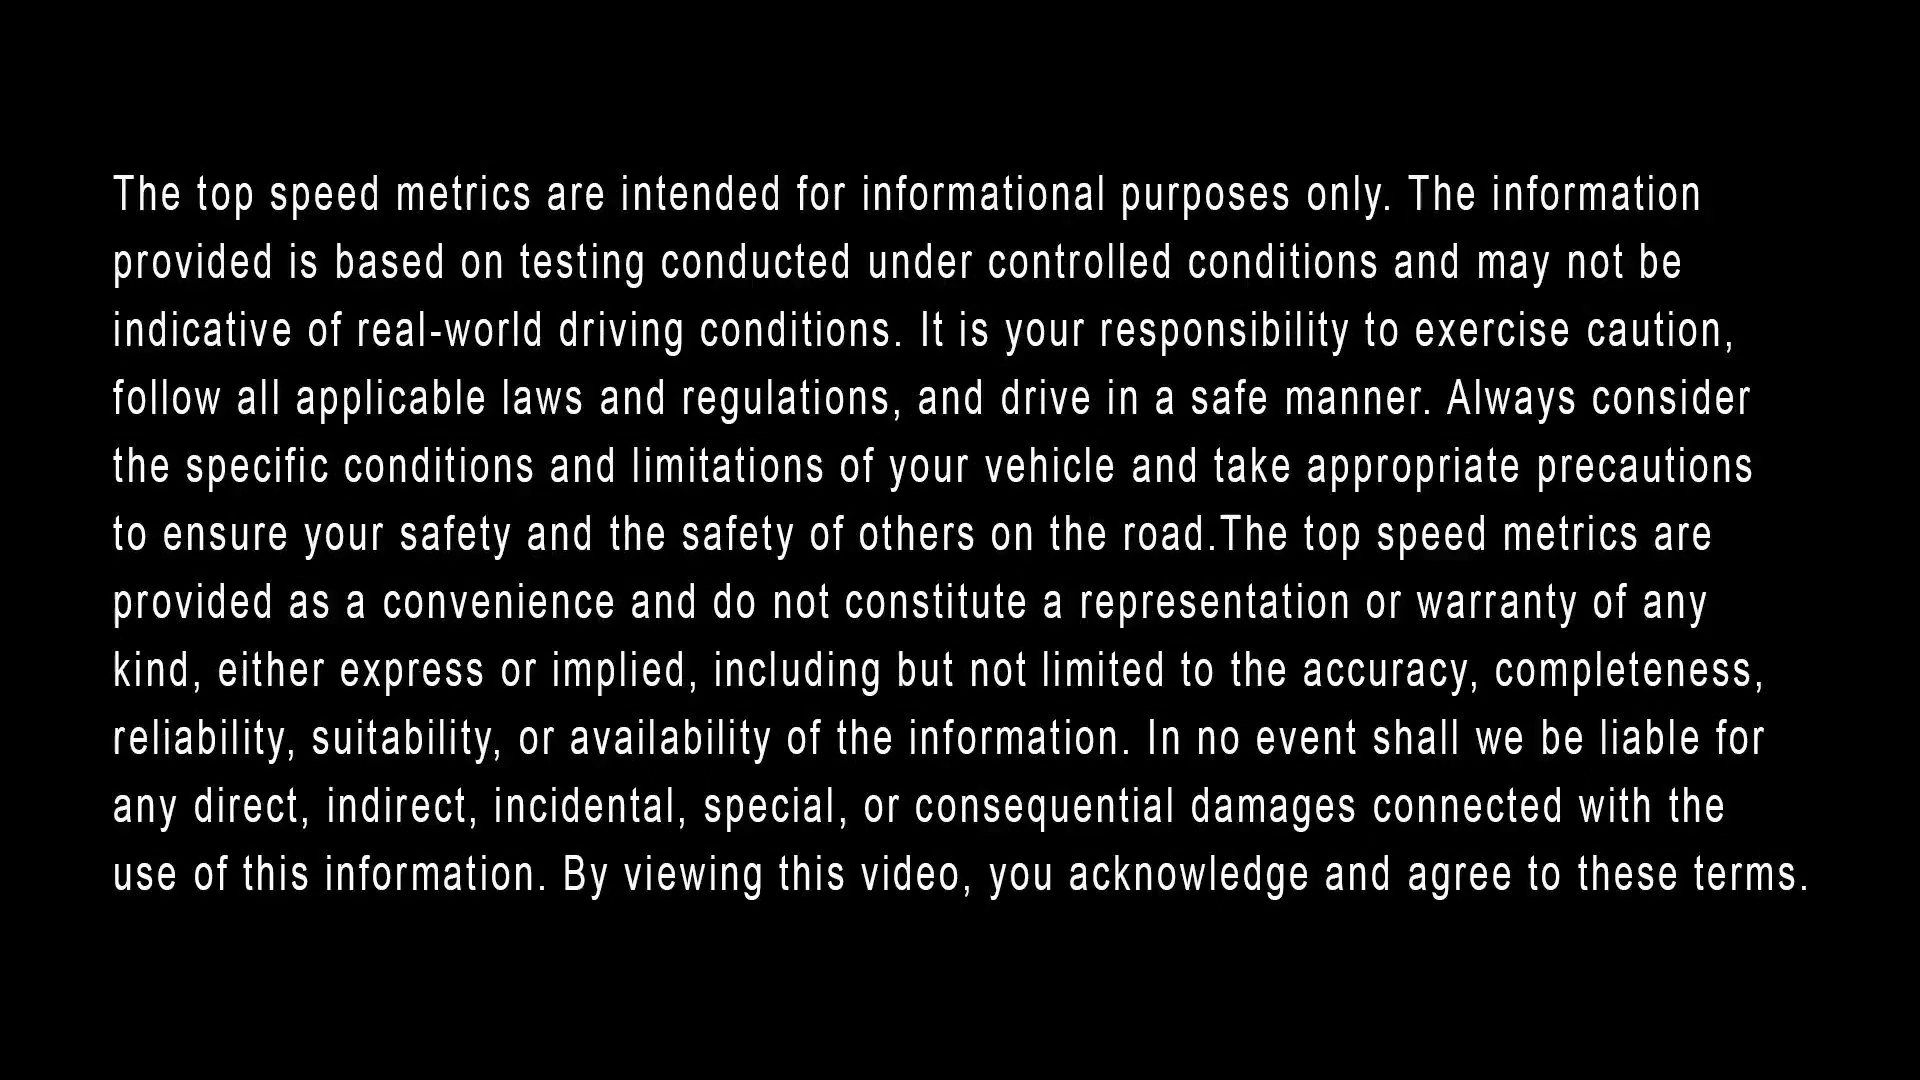 The top speed metrics are intended for informational purposes only. The information
provided is based on testing conducted under controlled conditions and may not be
indicative of real-world driving conditions. It is your responsibility to exercise caution,
follow all applicable laws and regulations, and drive in a safe manner. Always consider
the specific conditions and limitations of your vehicle and take appropriate precautions
to ensure your safety and the safety of others on the road.The top speed metrics are
provided as a convenience and do not constitute a representation or warranty of any
kind, either express or implied, including but not limited to the accuracy, completeness,
reliability, suitability, or availability of the information. In no event shall we be liable for
any direct, indirect, incidental, special, or consequential damages connected with the
use of this information. By viewing this video, you acknowledge and agree to these terms.